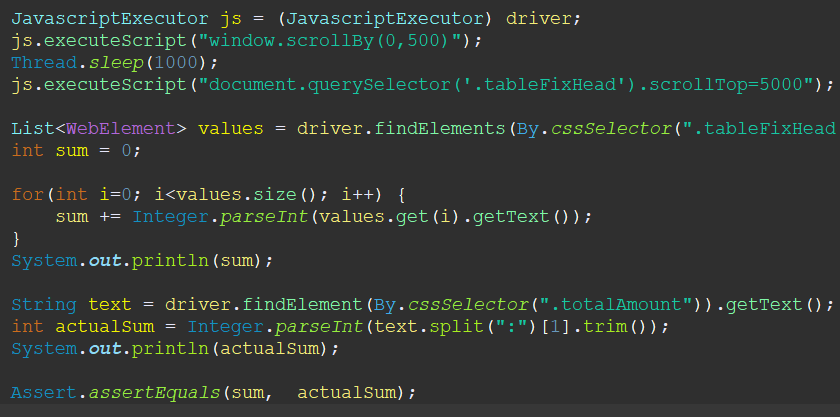 JavascriptExecutor js = (JavascriptExecutor) driver;
js.executeScript("window.scrollBy(0,500)");
Thread.sleep(1000);
js.executeScript("document.querySelector('.tableFixHead').scrollTop=5000");
List<WebElement> values = driver.findElements(By.cssSelector(".tableFixHead
int sum = 0;
for(int i=0; i<values.size(); i++) {
    sum += Integer.parseInt(values.get(i).getText());
}
System.out.println(sum);
String text = driver.findElement(By.cssSelector(".totalAmount")).getText();
int actualSum = Integer.parseInt(text.split(":")[1].trim());
System.out.println(actualSum);
Assert.assertEquals(sum,  actualSum);